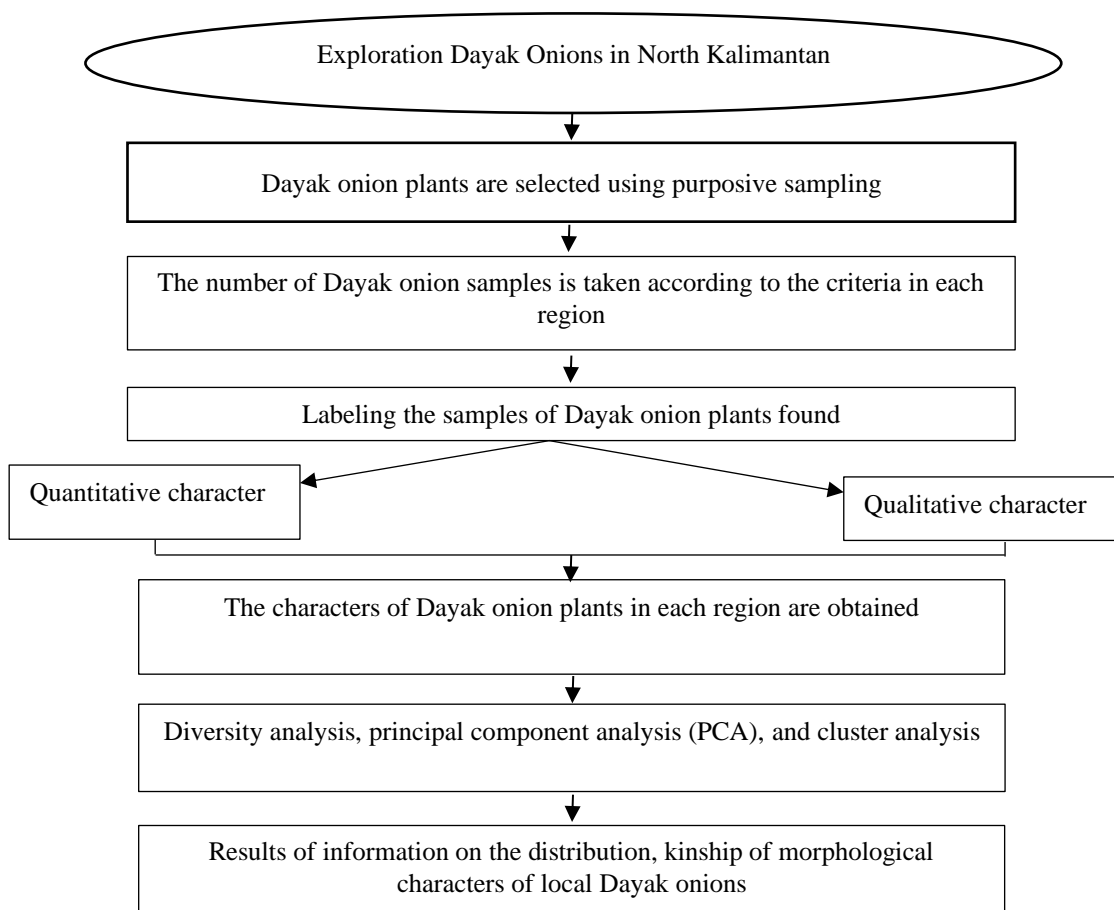 Exploration Dayak Onions in North Kalimantan
Dayak onion plants are selected using purposive sampling
The number of Dayak onion samples is taken according to the criteria in each
region
Labeling the samples of Dayak onion plants found
Quantitative character
Qualitative character
The characters of Dayak onion plants in each region are obtained
Diversity analysis, principal component analysis (PCA), and cluster analysis
Results of information on the distribution, kinship of morphological
characters of local Dayak onions